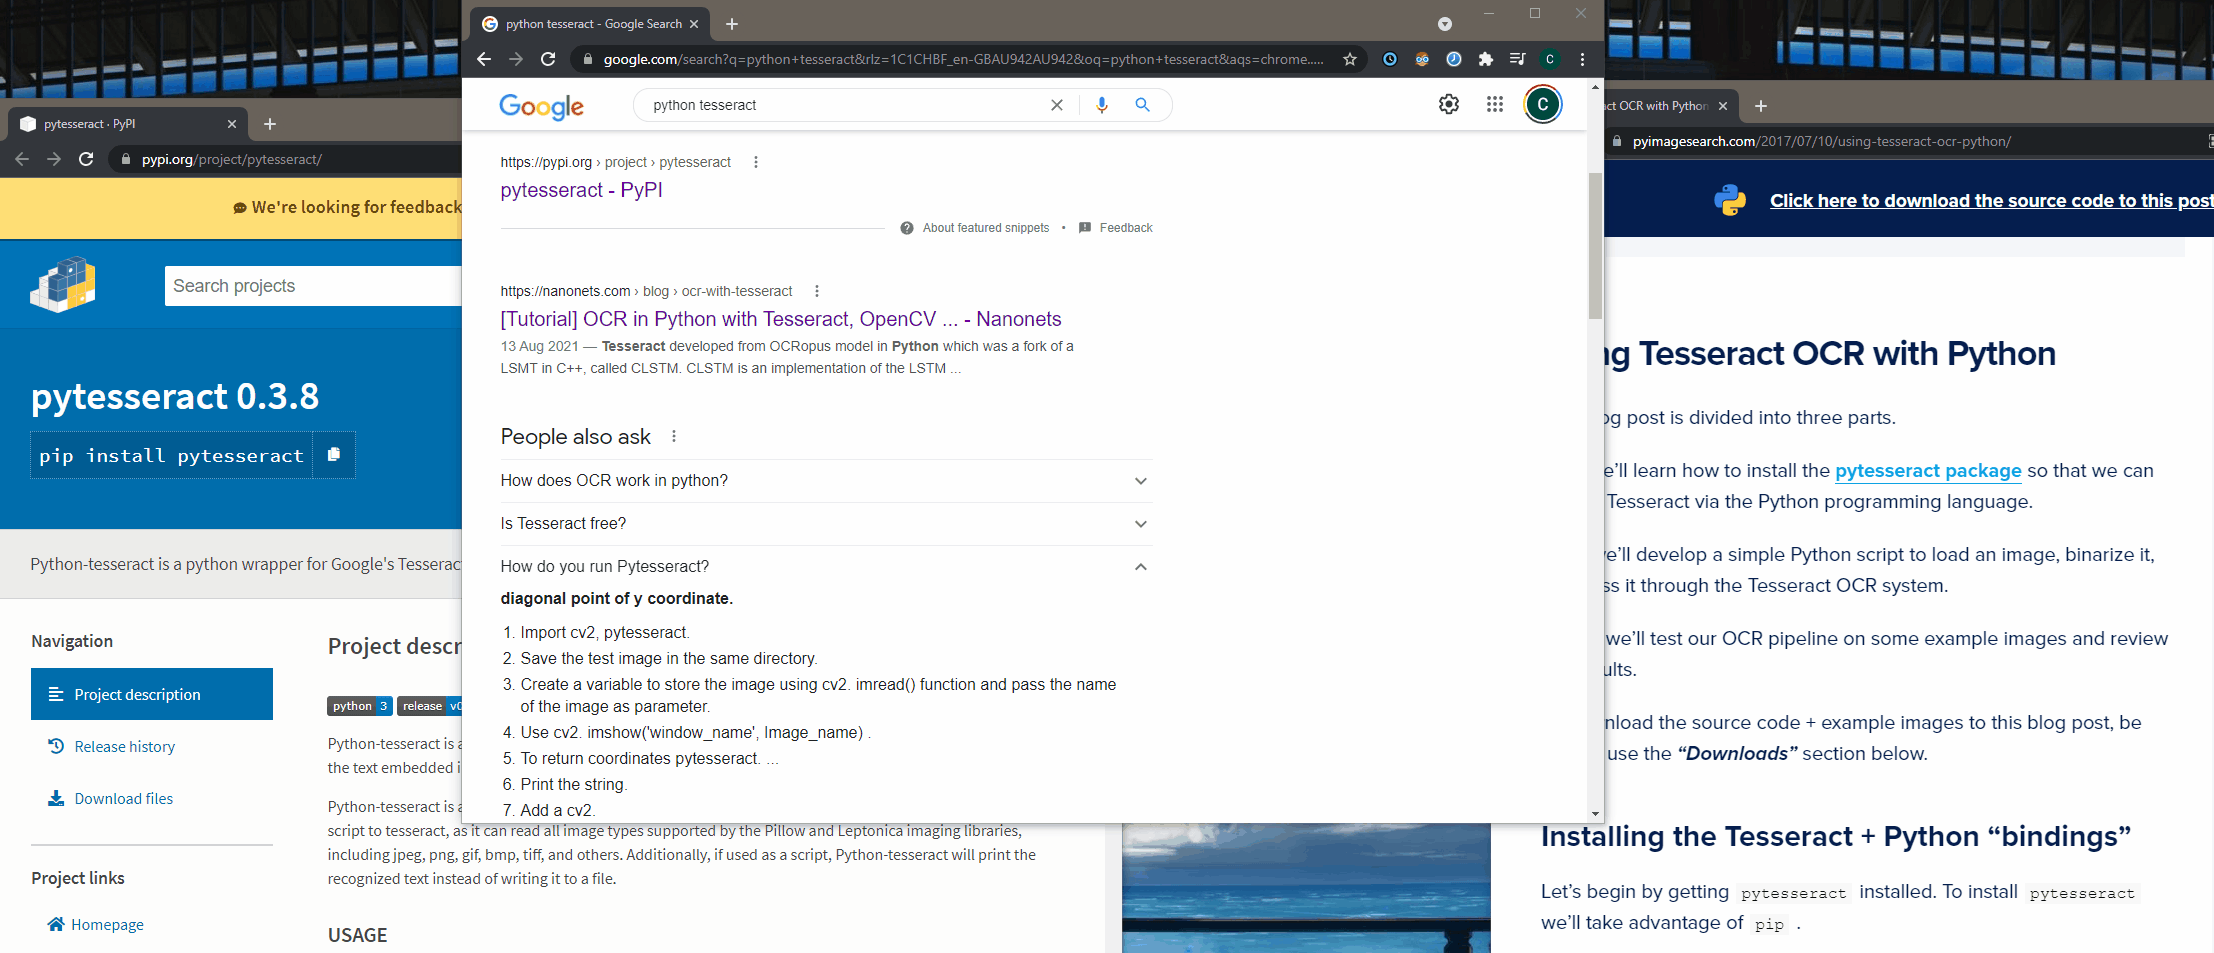 pytesseract · PyPI
pypi.org/project/pytesseract/
We're looking for feedback
Search projects
pytesseract 0.3.8
pip install pytesseract
Python-tesseract is a python wrapper for Google's
Navigation
Project description
Release history
Download files
Project links
Homepage
Project
python 3 release
Python-tesseract is
the text embedded
Python-tesseract is
script to tesseract, as it can read all image types supported by the Pillow and Leptonica imaging libraries,
including jpeg, png, gif, bmp, tiff, and others. Additionally, if used as a script, Python-tesseract will print the
recognized text instead of writing it to a file.
USAGE
python tesseract - Google Search
google.com/search?q=python+tesseract&rlz=1C1CHBF_en-GBAU942AU942&oq=python+tesseract&aqs=chrome.....
C
Google
python tesseract
C
https://pypi.org › project › pytesseract
pytesseract - PyPI
About featured snippets • Feedback
https://nanonets.com › blog › ocr-with-tesseract
[Tutorial] OCR in Python with Tesseract, OpenCV ... - Nanonets
13 Aug 2021 — Tesseract developed from OCRopus model in Python which was a fork of a
LSMT in C++, called CLSTM. CLSTM is an implementation of the LSTM ...
People also ask
How does OCR work in python?
Is Tesseract free?
How do you run Pytesseract?
diagonal point of y coordinate.
1. Import cv2, pytesseract.
2. Save the test image in the same directory.
3. Create a variable to store the image using cv2. imread() function and pass the name
of the image as parameter.
4. Use cv2. imshow('window_name', Image_name) .
5. To return coordinates pytesseract. ...
6. Print the string.
7. Add a cv2.
OCR with Python
pyimagesearch.com/2017/07/10/using-tesseract-ocr-python/
Click here to download the source code to this post
Tesseract OCR with Python
post is divided into three parts.
learn how to install the pytesseract package so that we can
Tesseract via the Python programming language.
we'll develop a simple Python script to load an image, binarize it,
it through the Tesseract OCR system.
we'll test our OCR pipeline on some example images and review
the source code + example images to this blog post, be
use the “Downloads” section below.
Installing the Tesseract + Python “bindings”
Let's begin by getting pytesseract installed. To install pytesseract
we'll take advantage of pip .